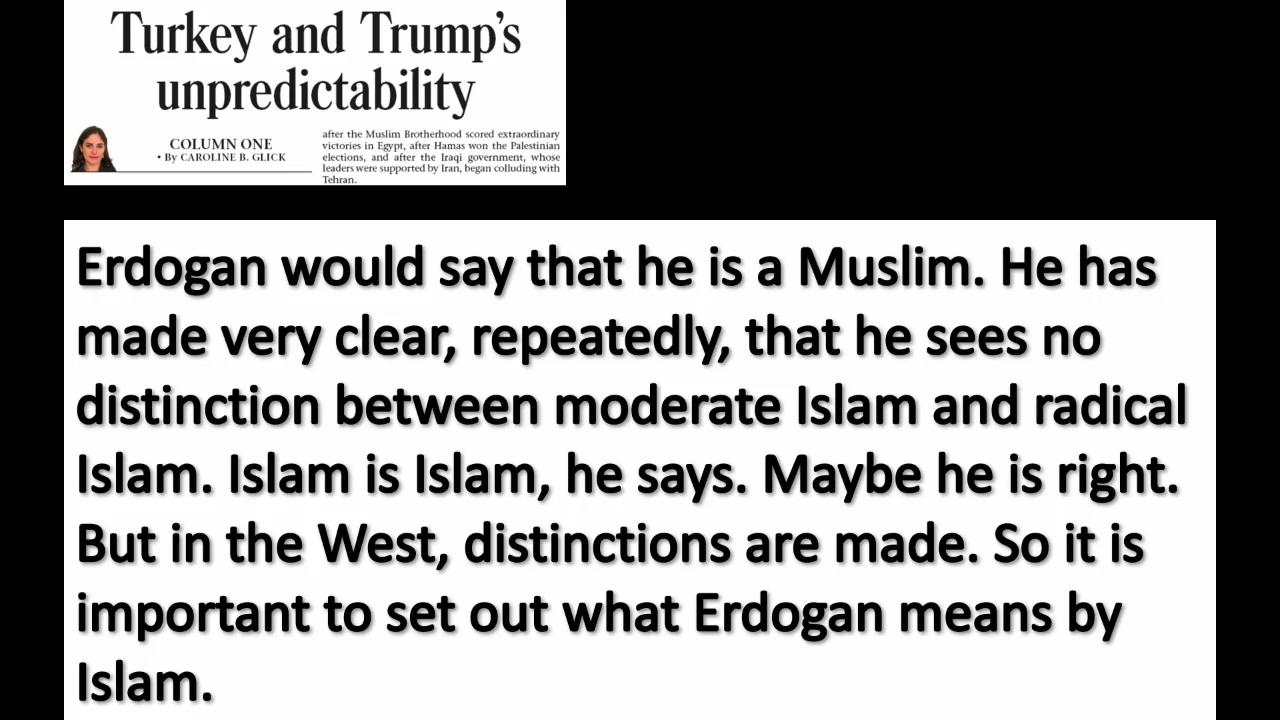 Turkey and Trump's
unpredictability
COLUMN ONE
• By CAROLINE B. GLICK
after the Muslim Brotherhood scored extraordinary
victories in Egypt, after Hamas won the Palestinian
elections, and after the Iraqi government, whose
leaders were supported by Iran, began colluding with
Tehran.
Erdogan would say that he is a Muslim. He has
made very clear, repeatedly, that he sees no
distinction between moderate Islam and radical
Islam. Islam is Islam, he says. Maybe he is right.
But in the West, distinctions are made. So it is
important to set out what Erdogan means by
Islam.